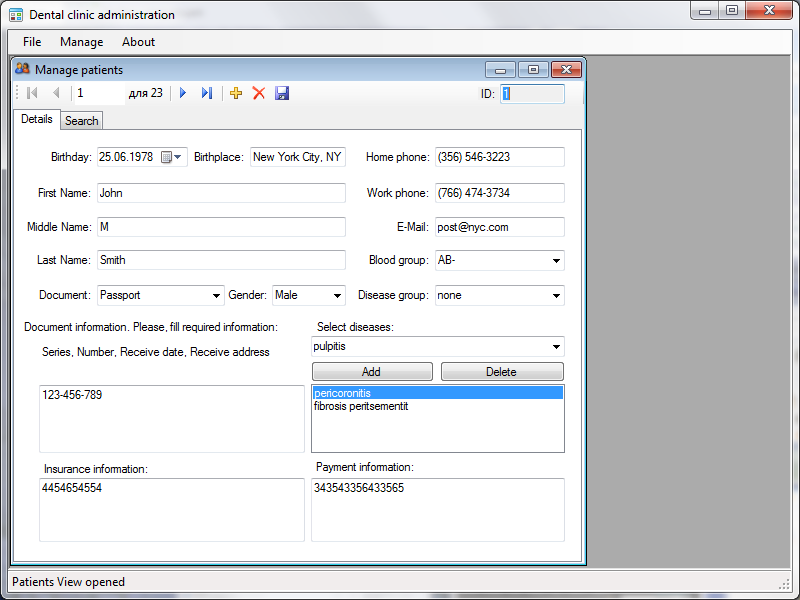 Dental clinic administration
File Manage About
Manage patients
1 для 23 ID: 1
Details Search
Birthday: 25.06.1978 Birthplace: New York City, NY Home phone: (356) 546-3223
First Name: John Work phone: (766) 474-3734
Middle Name: M E-Mail: post@nyc.com
Last Name: Smith Blood group: AB-
Document: Passport Gender: Male Disease group: none
Document information. Please, fill required information: Select diseases:
Series, Number, Receive date, Receive address pulpitis
Add Delete
123-456-789 pericoronitis
fibrosis peritsementit
Insurance information: Payment information:
4454654554 343543356433565
Patients View opened